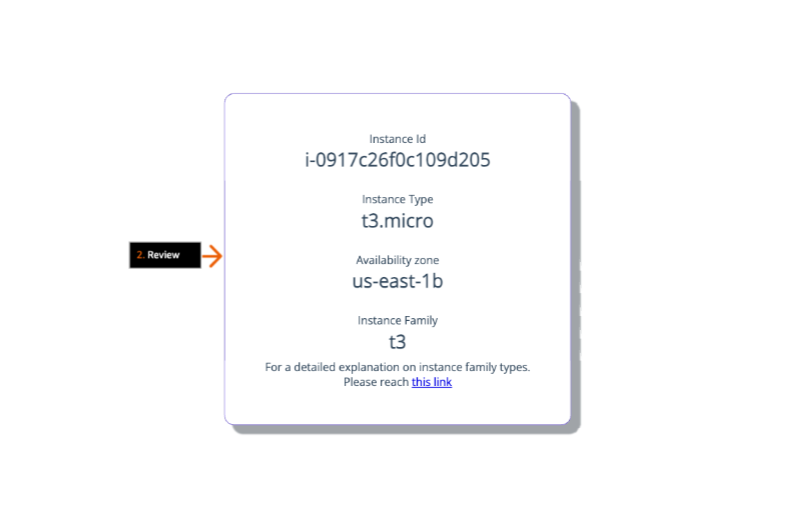 Instance Id
i-0917c26f0c109d205
Instance Type
t3.micro
2. Review
Availability zone
us-east-1b
Instance Family
t3
For a detailed explanation on instance family types.
Please reach this link